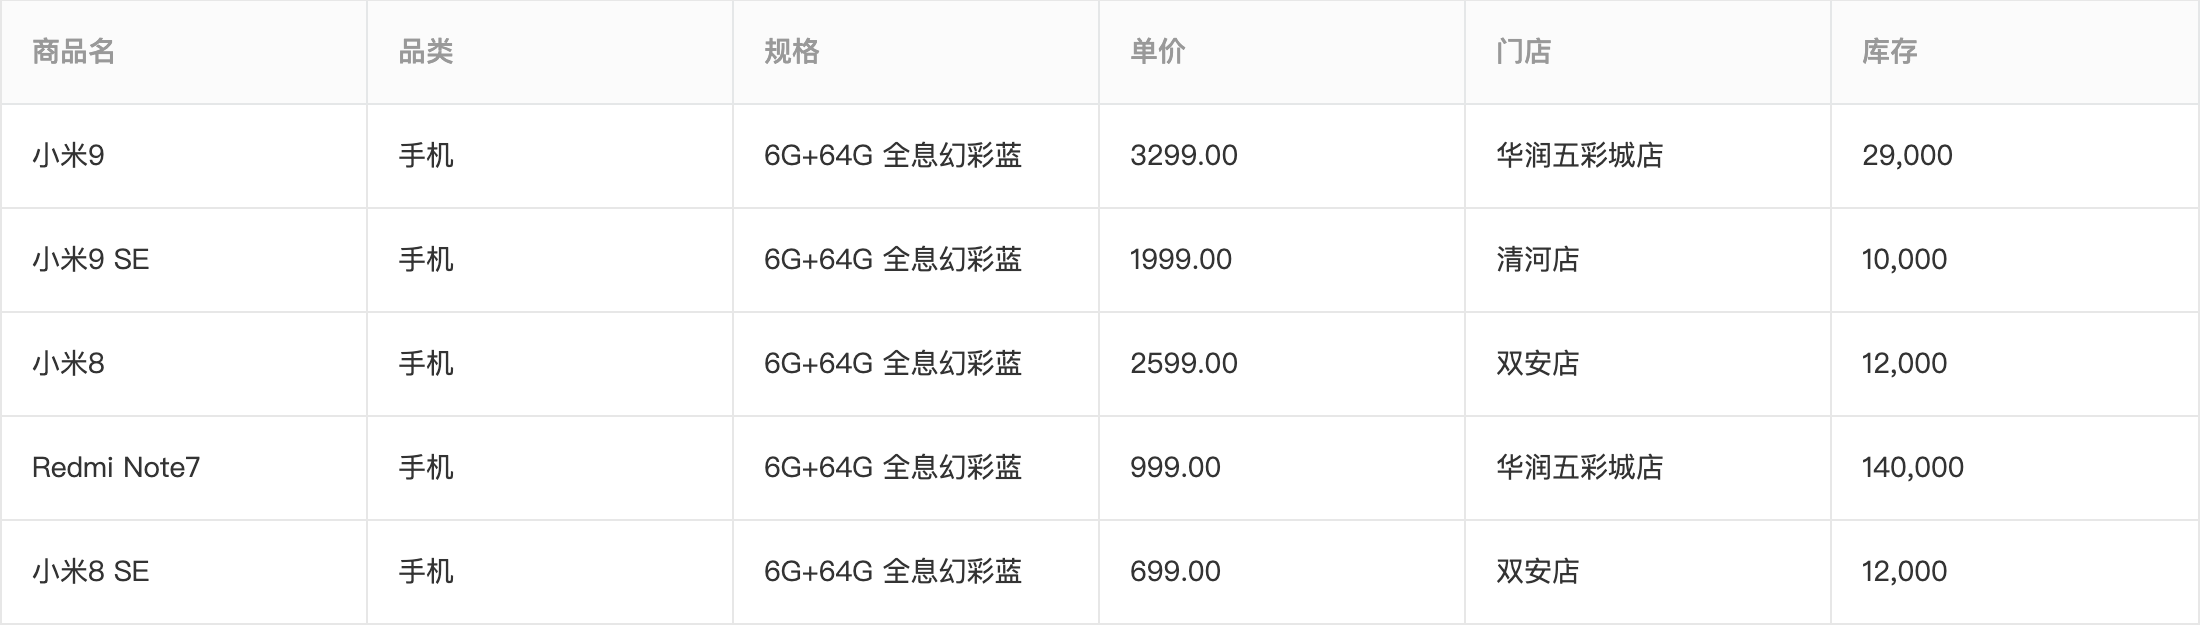 商品名 品类 规格 单价 门店 库存
小米9 手机 6G+64G 全息幻彩蓝 3299.00 华润五彩城店 29,000
小米9 SE 手机 6G+64G 全息幻彩蓝 1999.00 清河店 10,000
小米8 手机 6G+64G 全息幻彩蓝 2599.00 双安店 12,000
Redmi Note7 手机 6G+64G 全息幻彩蓝 999.00 华润五彩城店 140,000
小米8 SE 手机 6G+64G 全息幻彩蓝 699.00 双安店 12,000